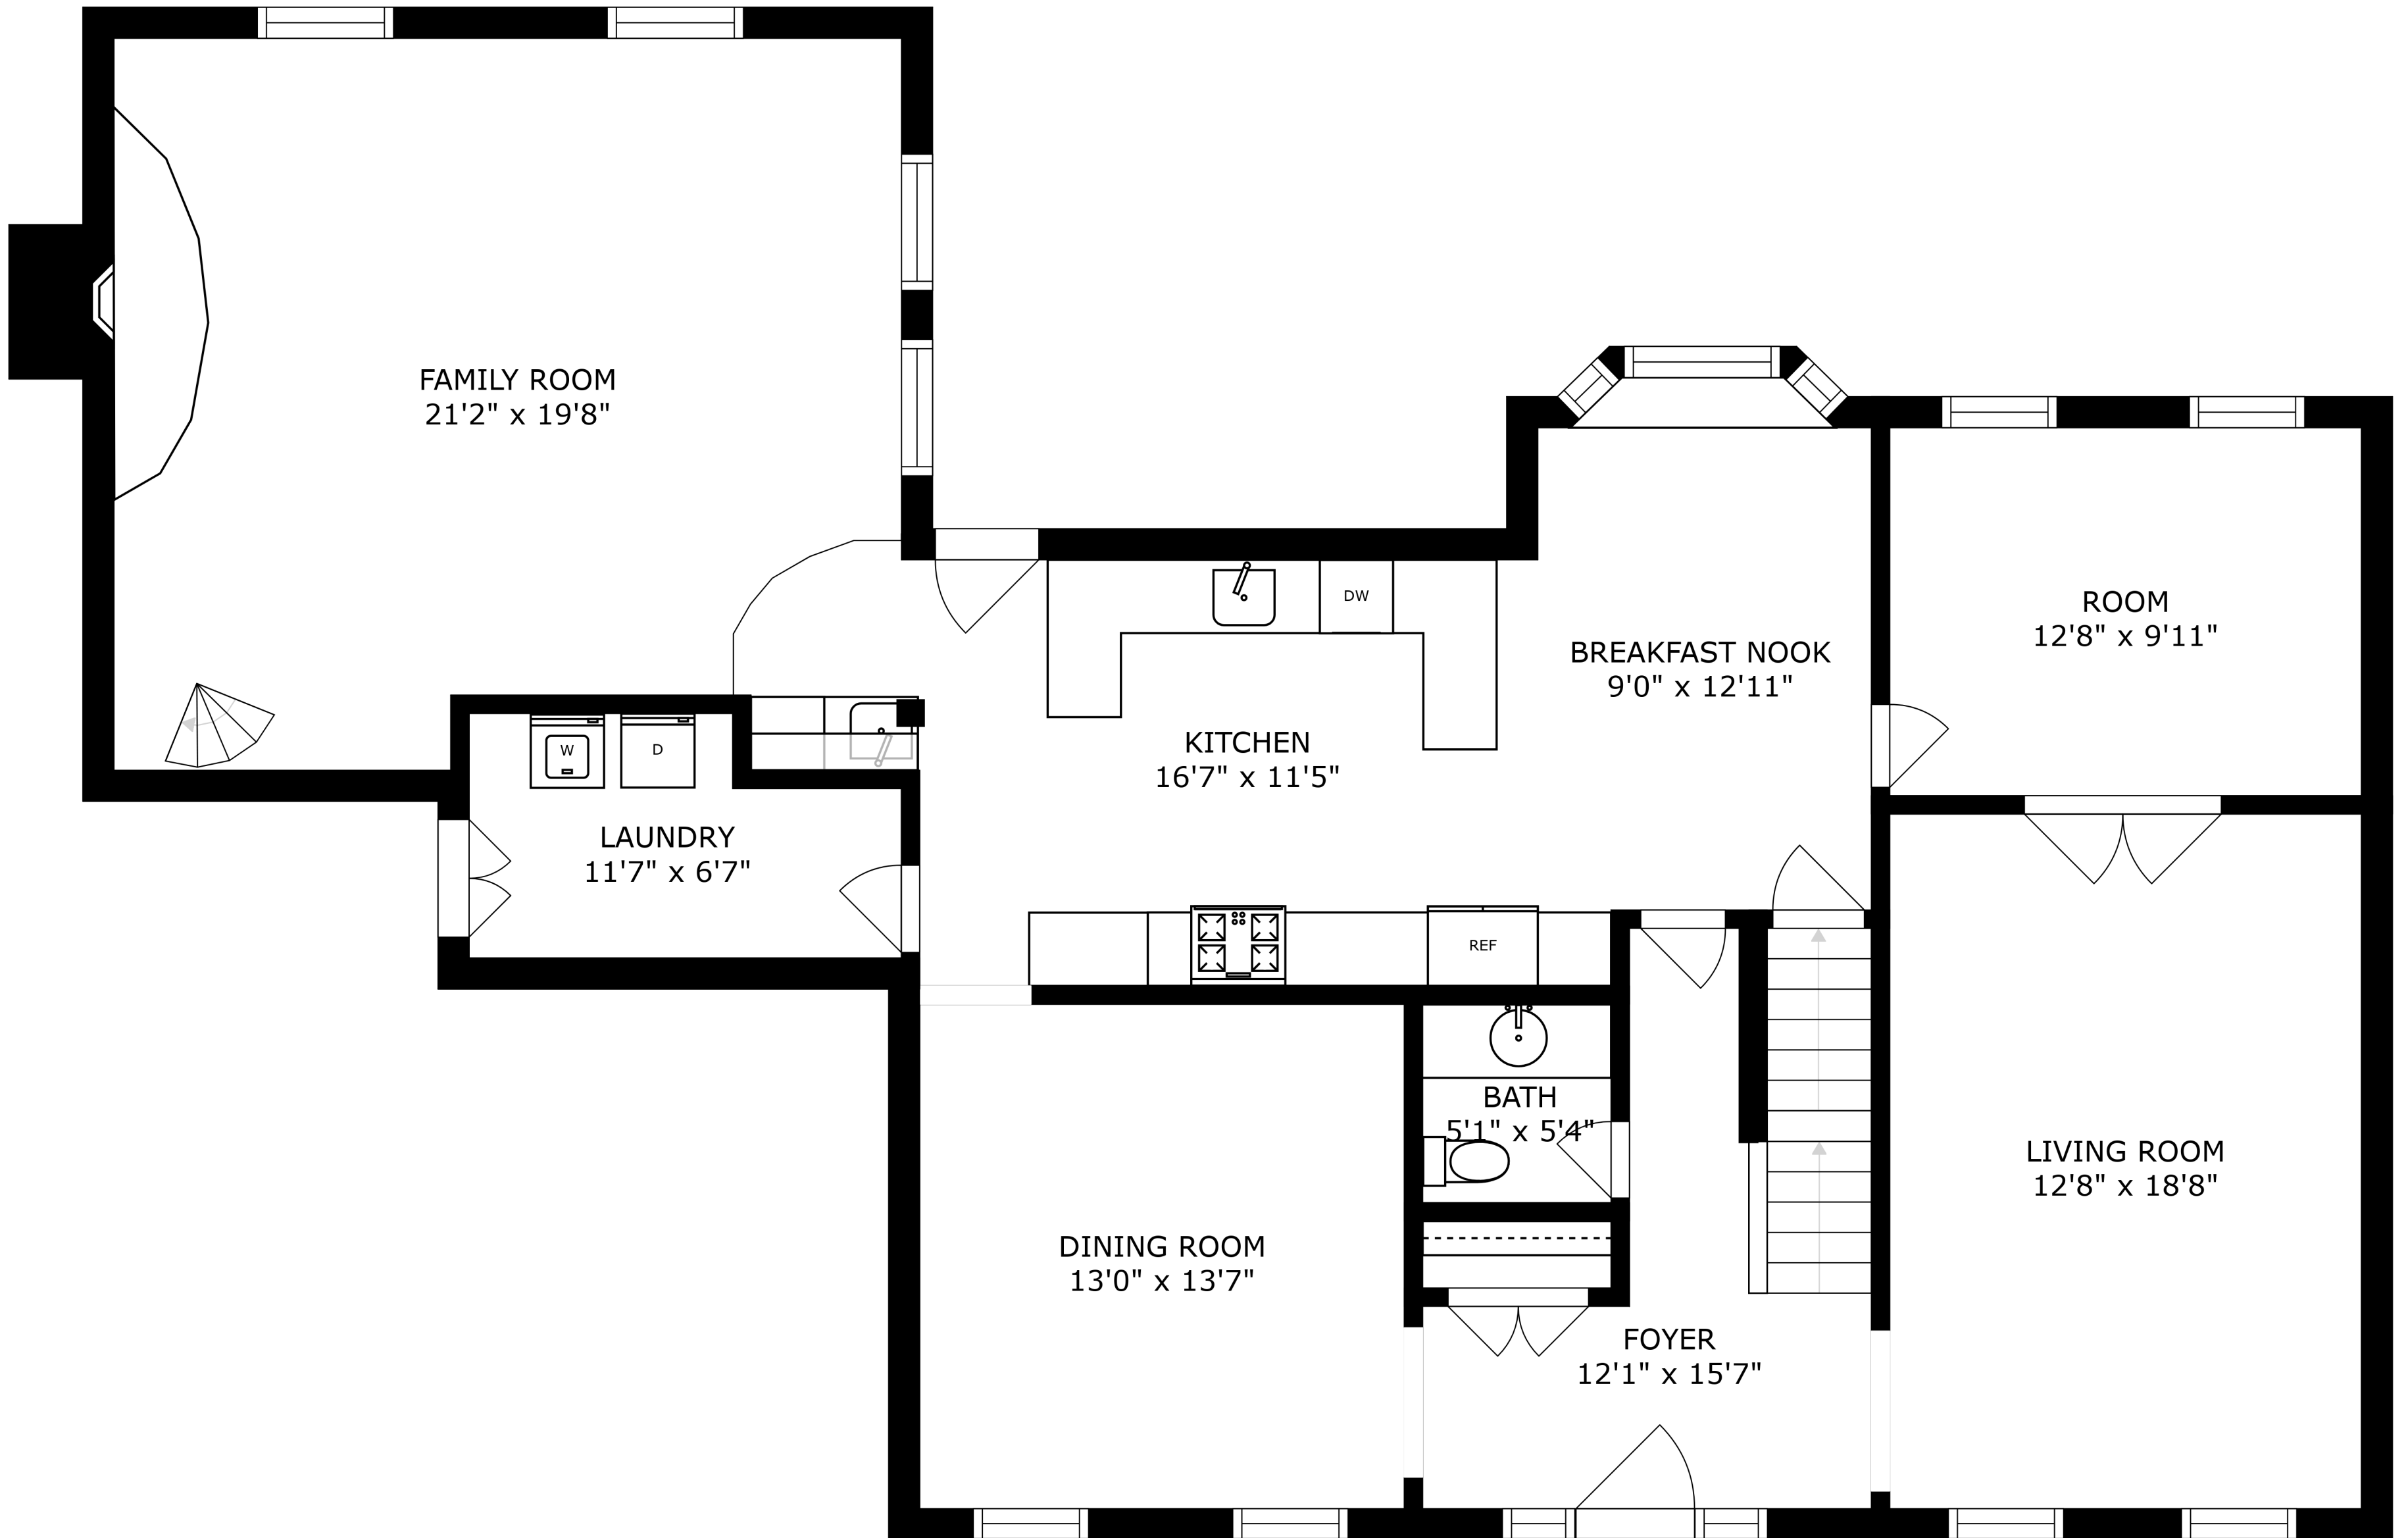 FAMILY ROOM
21'2" x 19'8"
DW
ROOM
12'8" x 9'11"
BREAKFAST NOOK
9'0" x 12'11"
KITCHEN
16'7" x 11'5"
W
D
LAUNDRY
11'7" x 6'7"
REF
BATH
5'1" x 5'4"
LIVING ROOM
12'8" x 18'8"
DINING ROOM
13'0" x 13'7"
FOYER
12'1" x 15'7"